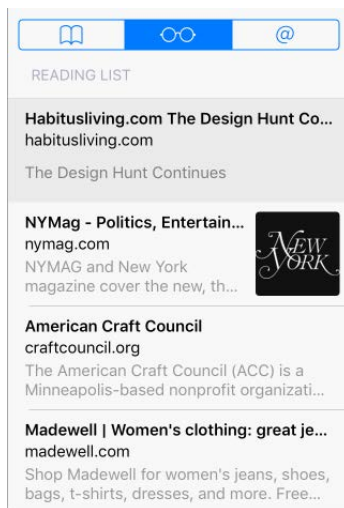 @
READING LIST
Habitusliving.com The Design Hunt Co...
habitusliving.com
The Design Hunt Continues
NYMag - Politics, Entertain...
nymag.com
NYMAG and New York
magazine cover the new, th...
NEW
YORK
American Craft Council
craftcouncil.org
The American Craft Council (ACC) is a
Minneapolis-based nonprofit organizati...
Madewell | Women's clothing: great je...
madewell.com
Shop Madewell for women's jeans, shoes,
bags, t-shirts, dresses, and more. Free...